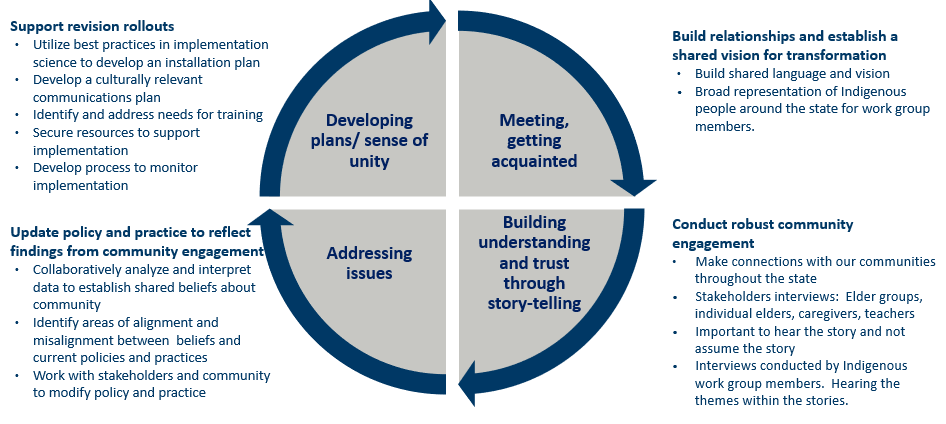 Support revision rollouts
• Utilize best practices in implementation
science to develop an installation plan
• Develop a culturally relevant
communications plan
• Identify and address needs for training
• Secure resources to support
implementation
• Develop process to monitor
implementation
Developing
plans/ sense of
unity
Meeting,
getting
acquainted
Build relationships and establish a
shared vision for transformation
• Build shared language and vision
• Broad representation of Indigenous
people around the state for work group
members.
Update policy and practice to reflect
findings from community engagement
• Collaboratively analyze and interpret
data to establish shared beliefs about
community
• Identify areas of alignment and
misalignment between  beliefs and
current policies and practices
• Work with stakeholders and community
to modify policy and practice
Addressing
issues
Building
understanding
and trust
through
story-telling
Conduct robust community
engagement
• Make connections with our communities
throughout the state
• Stakeholders interviews:  Elder groups,
individual elders, caregivers, teachers
• Important to hear the story and not
assume the story
• Interviews conducted by Indigenous
work group members.  Hearing the
themes within the stories.